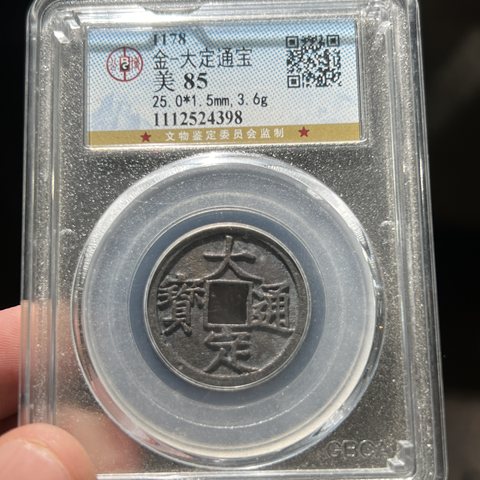 1178
金-大定通宝
美 85
25.0*1.5mm,3.6g
1112524398
★ 文物鉴定委员会监制 ★
大定通寶
GBCA